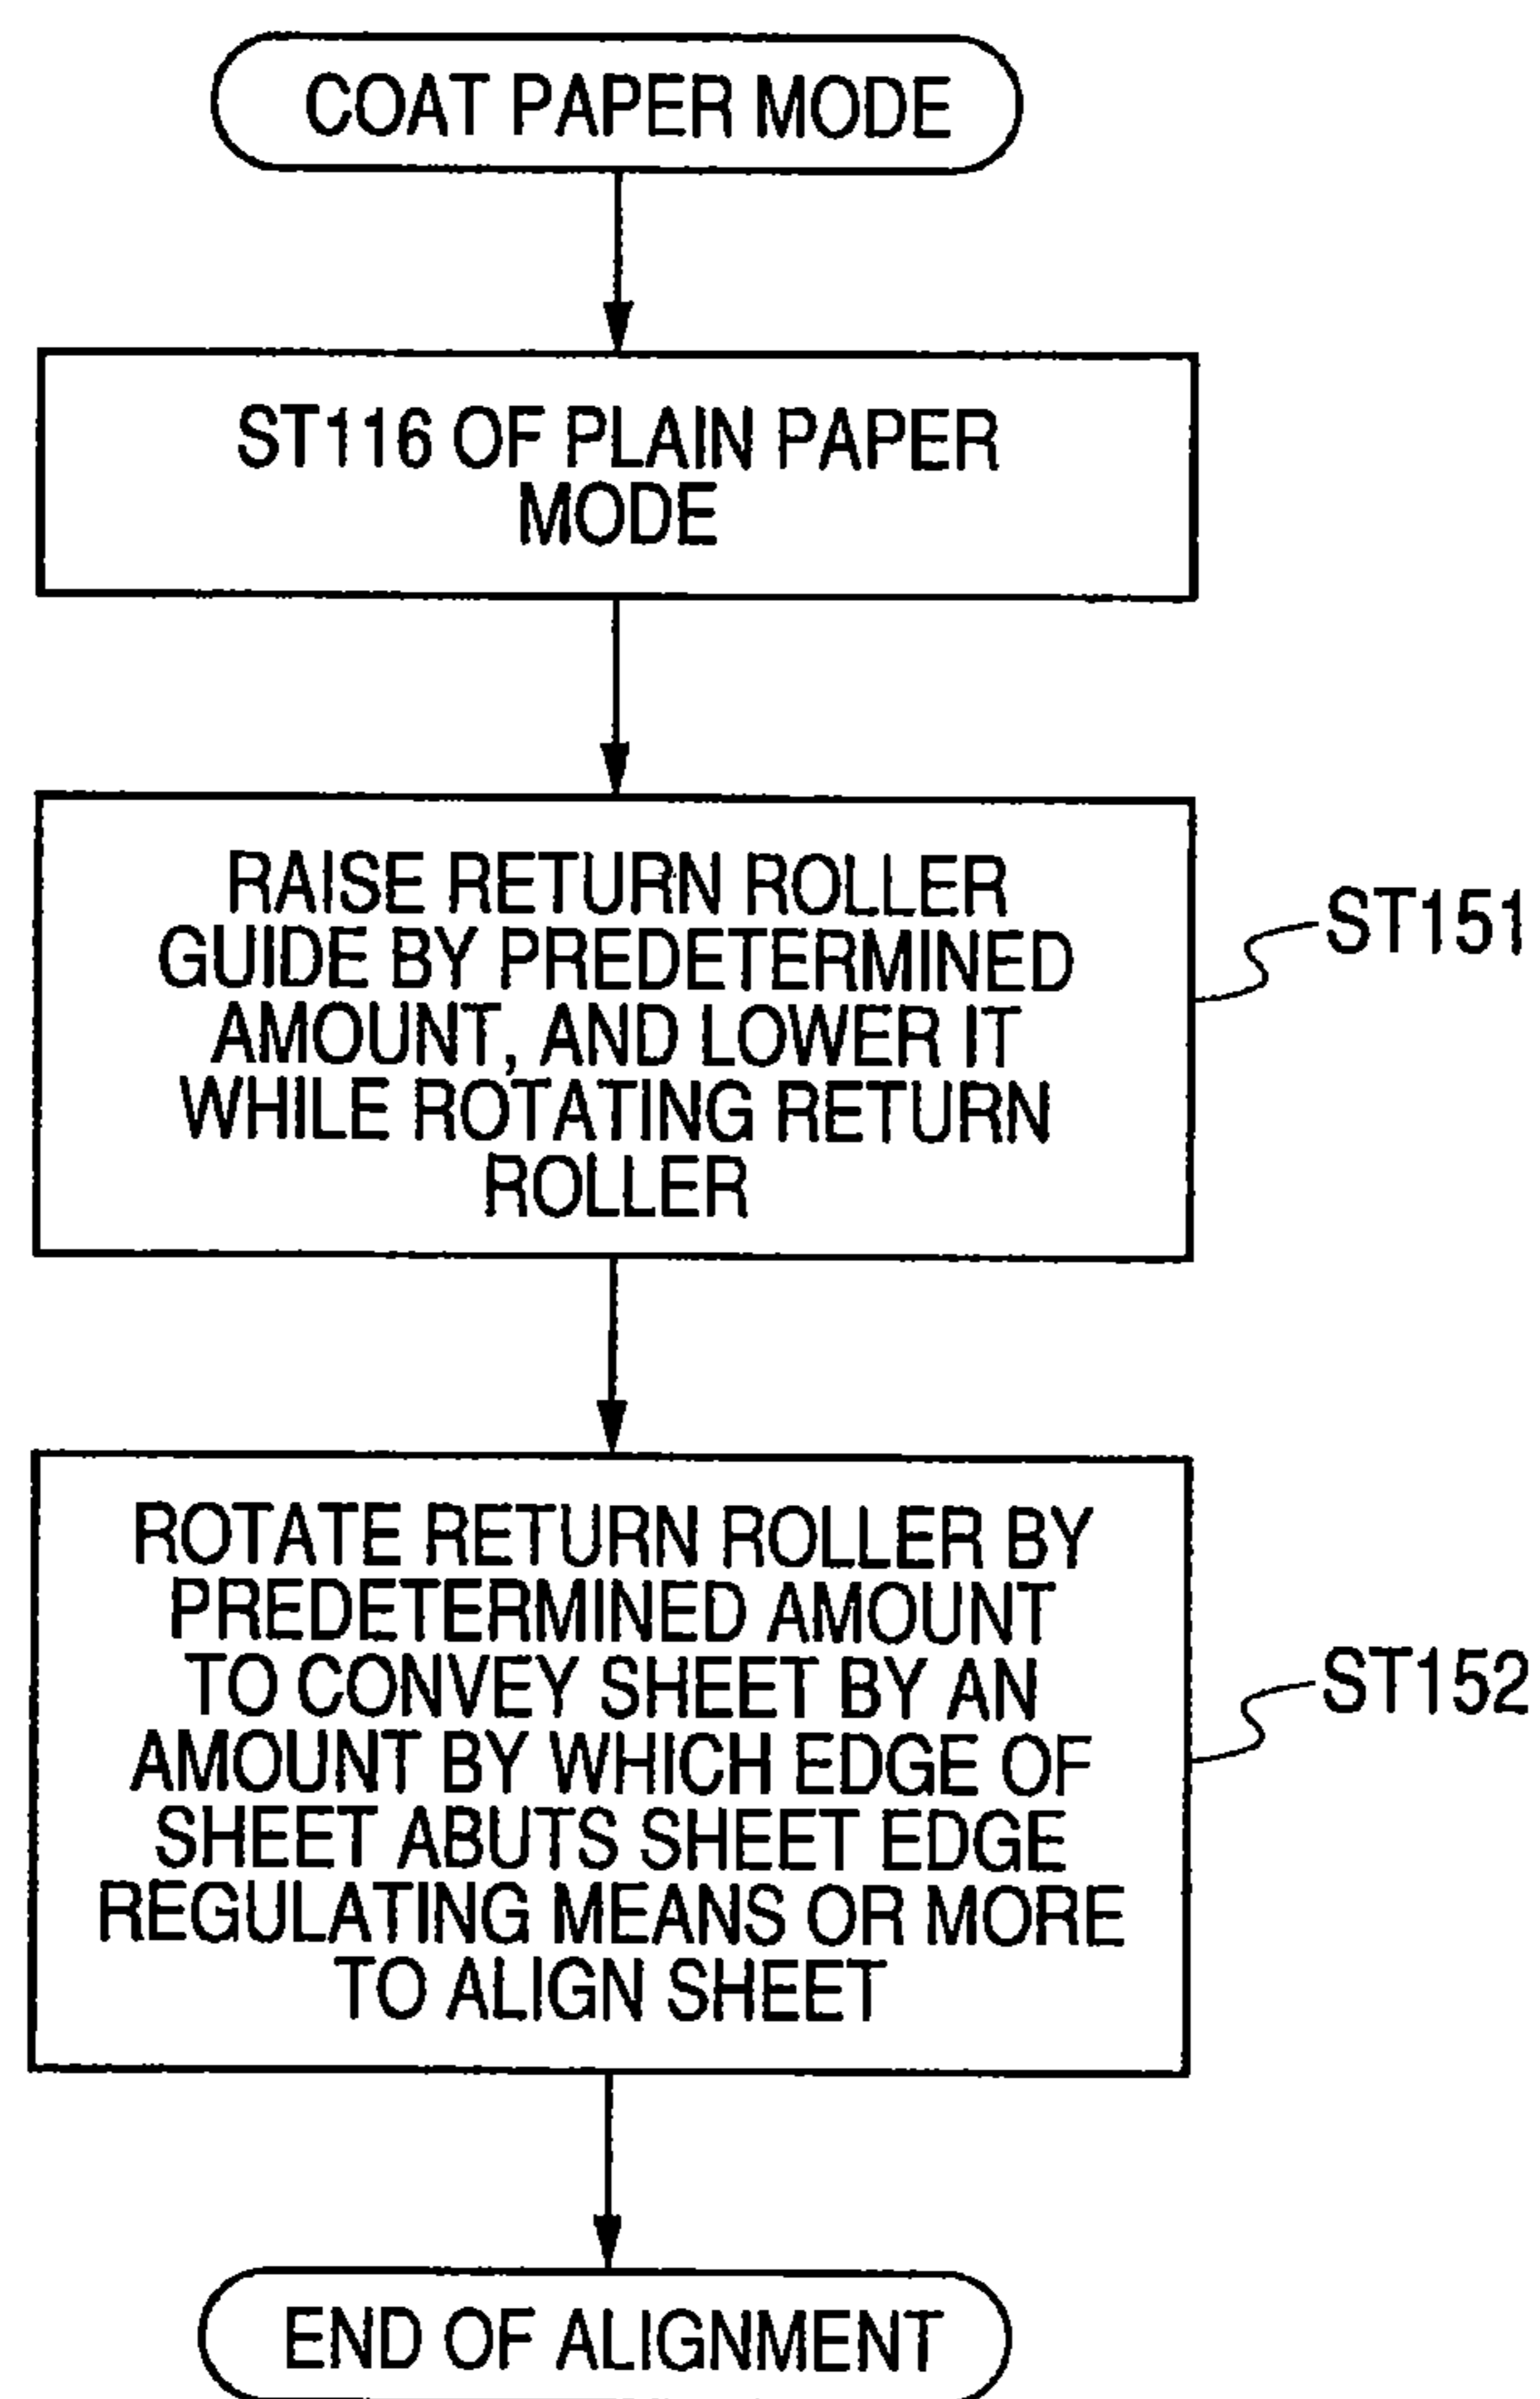 COAT PAPER MODE
ST116 OF PLAIN PAPER
MODE
RAISE RETURN ROLLER
GUIDE BY PREDETERMINED
AMOUNT, AND LOWER IT
WHILE ROTATING RETURN
ROLLER
ST151
ROTATE RETURN ROLLER BY
PREDETERMINED AMOUNT
TO CONVEY SHEET BY AN
AMOUNT BY WHICH EDGE OF
SHEET ABUTS SHEET EDGE
REGULATING MEANS OR MORE
TO ALIGN SHEET
ST152
END OF ALIGNMENT